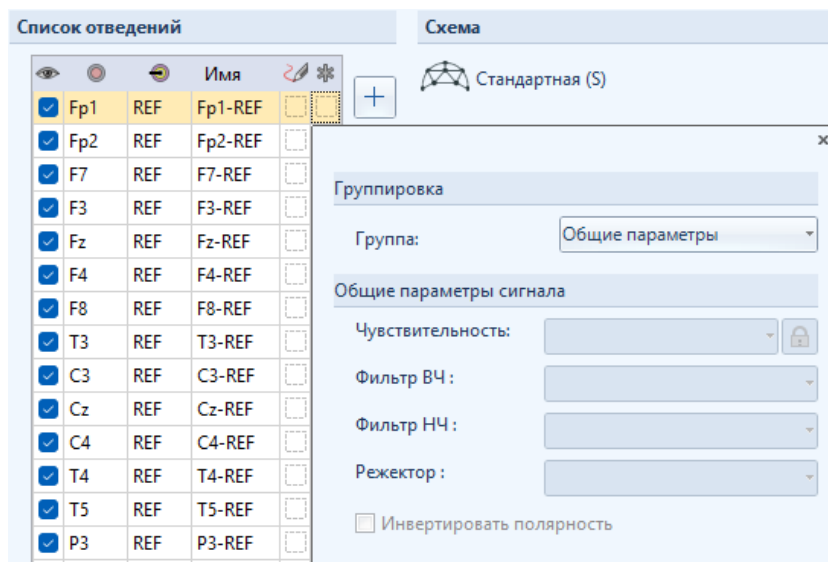 Список отведений
Схема
Имя
Стандартная (S)
Fp1 REF Fp1-REF
Fp2 REF Fp2-REF
F7 REF F7-REF
F3 REF F3-REF
Fz REF Fz-REF
F4 REF F4-REF
F8 REF F8-REF
T3 REF T3-REF
C3 REF C3-REF
Cz REF Cz-REF
C4 REF C4-REF
T4 REF T4-REF
T5 REF T5-REF
P3 REF P3-REF
Группировка
Группа: Общие параметры
Общие параметры сигнала
Чувствительность:
Фильтр ВЧ :
Фильтр НЧ :
Режектор :
Инвертировать полярность